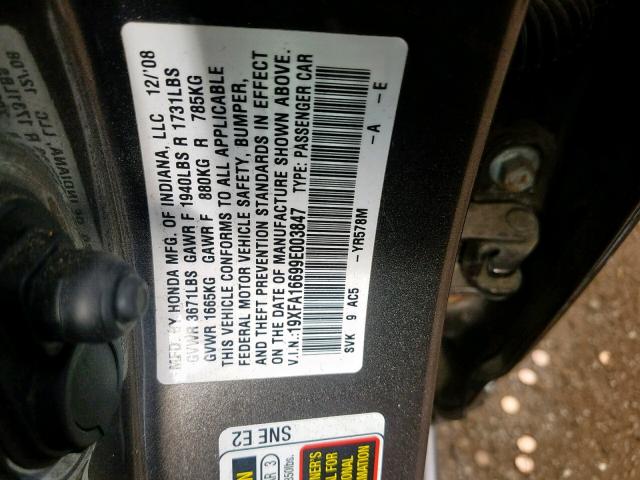 MFD. BY HONDA MFG. OF INDIANA, LLC 12/'08
GVWR 3671LBS GAWR F 1940LBS R 1731LBS
GVWR 1665KG GAWR F 880KG R 785KG
THIS VEHICLE CONFORMS TO ALL APPLICABLE
FEDERAL MOTOR VEHICLE SAFETY, BUMPER,
AND THEFT PREVENTION STANDARDS IN EFFECT
ON THE DATE OF MANUFACTURE SHOWN ABOVE.
V.I.N.:19XFA16699E003847 TYPE: PASSENGER CAR
SVK 9 AC5 -YR578M -A -E
SNE E2
3
850lbs.